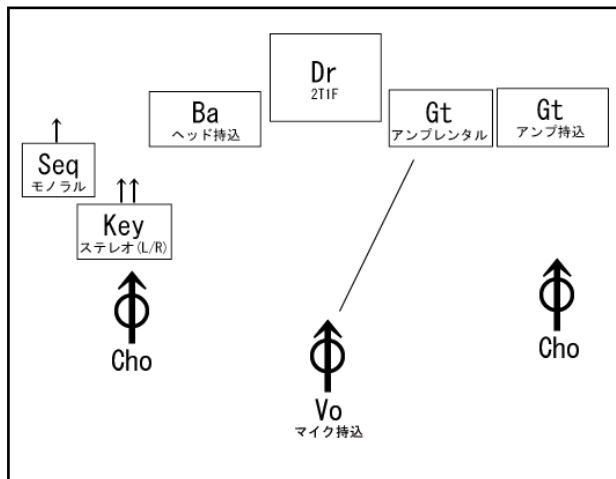 Dr
2T1F
Ba
ヘッド持込
Gt
アンプレンタル
Gt
アンプ持込
Seq
モノラル
Key
ステレオ(L/R)
Cho
Vo
マイク持込
Cho